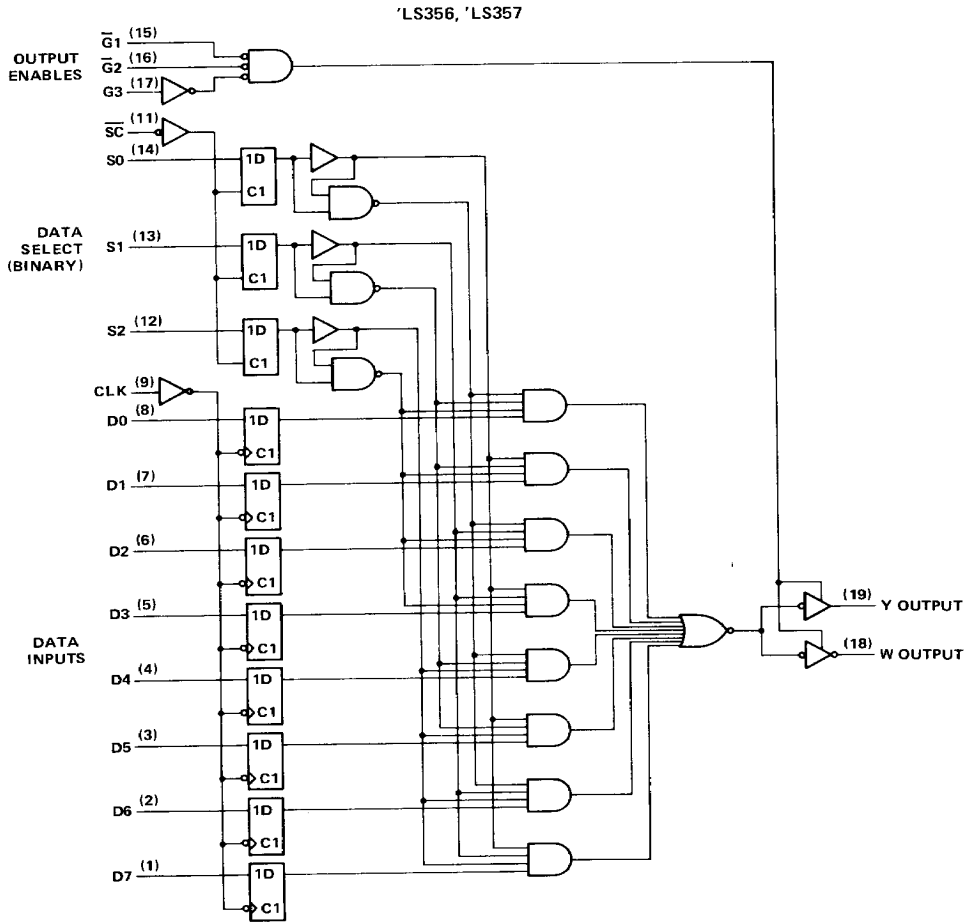 'LS356, 'LS357
OUTPUT
ENABLES
G̅1 (15)
G̅2 (16)
G3 (17)
S̅C̅ (11)
S0 (14)
1D
C1
DATA
SELECT
(BINARY)
S1 (13)
1D
C1
S2 (12)
1D
C1
CLK (9)
D0 (8)
1D
C1
D1 (7)
1D
C1
D2 (6)
1D
C1
D3 (5)
1D
C1
DATA
INPUTS
D4 (4)
1D
C1
D5 (3)
1D
C1
D6 (2)
1D
C1
D7 (1)
1D
C1
(19) Y OUTPUT
(18) W OUTPUT